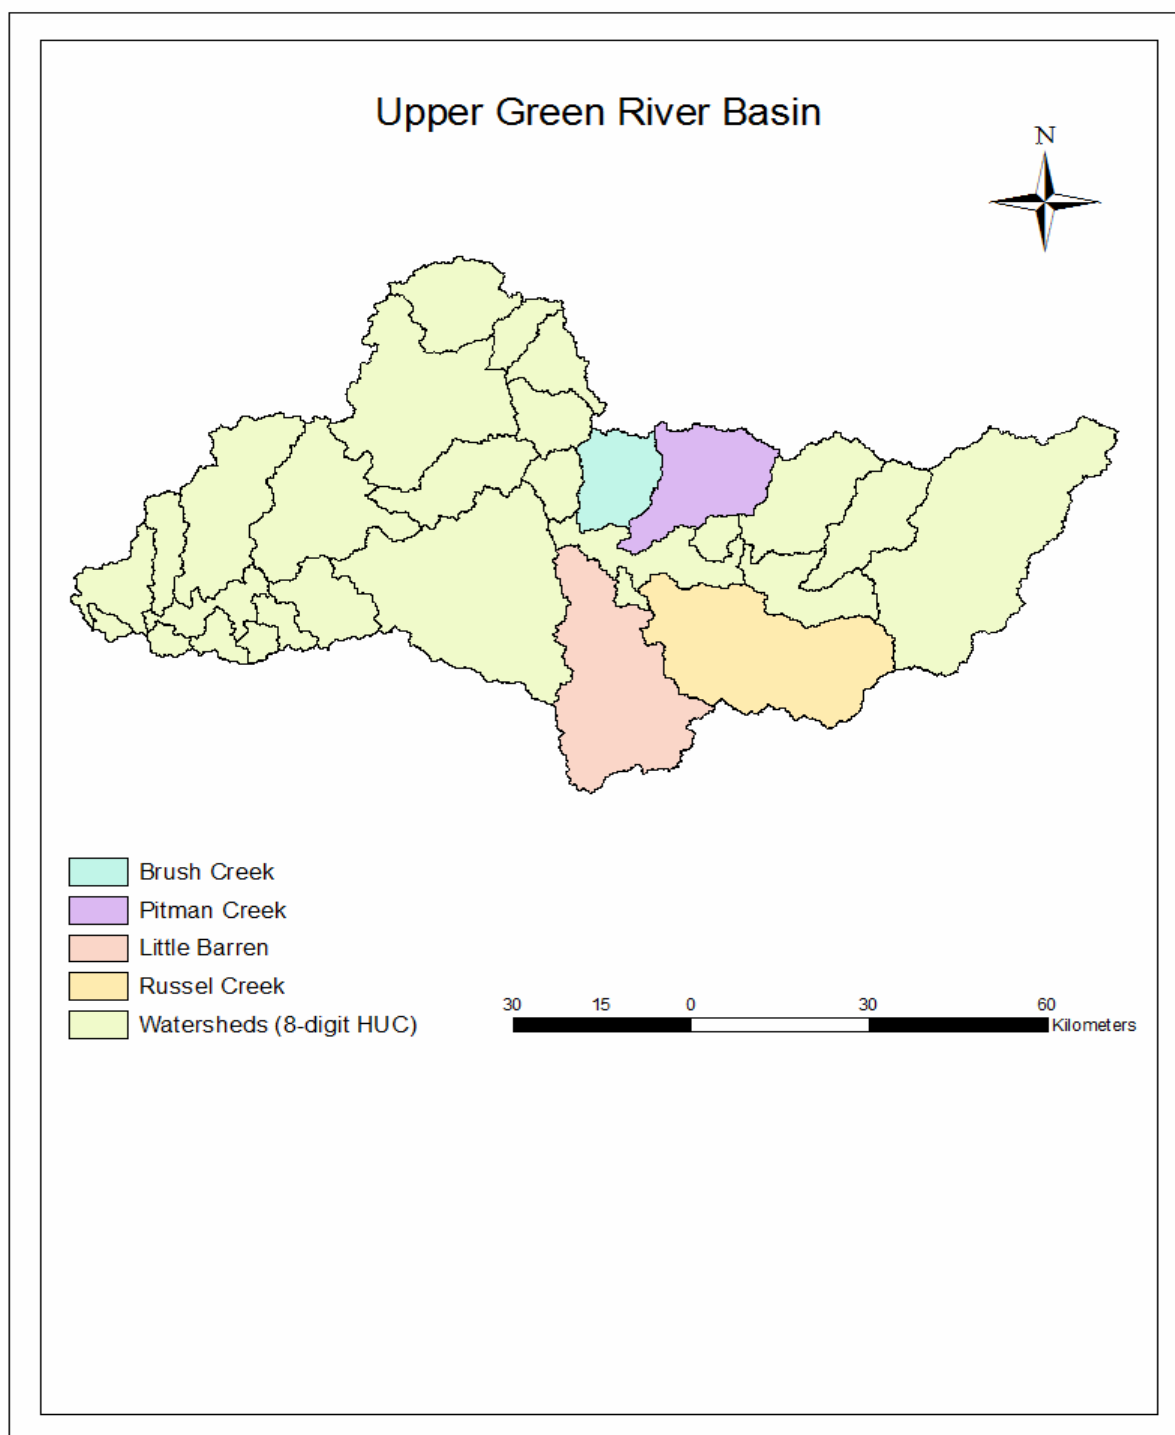 Upper Green River Basin
N
Brush Creek
Pitman Creek
Little Barren
Russel Creek
Watersheds (8-digit HUC)
30 15 0 30 60
Kilometers